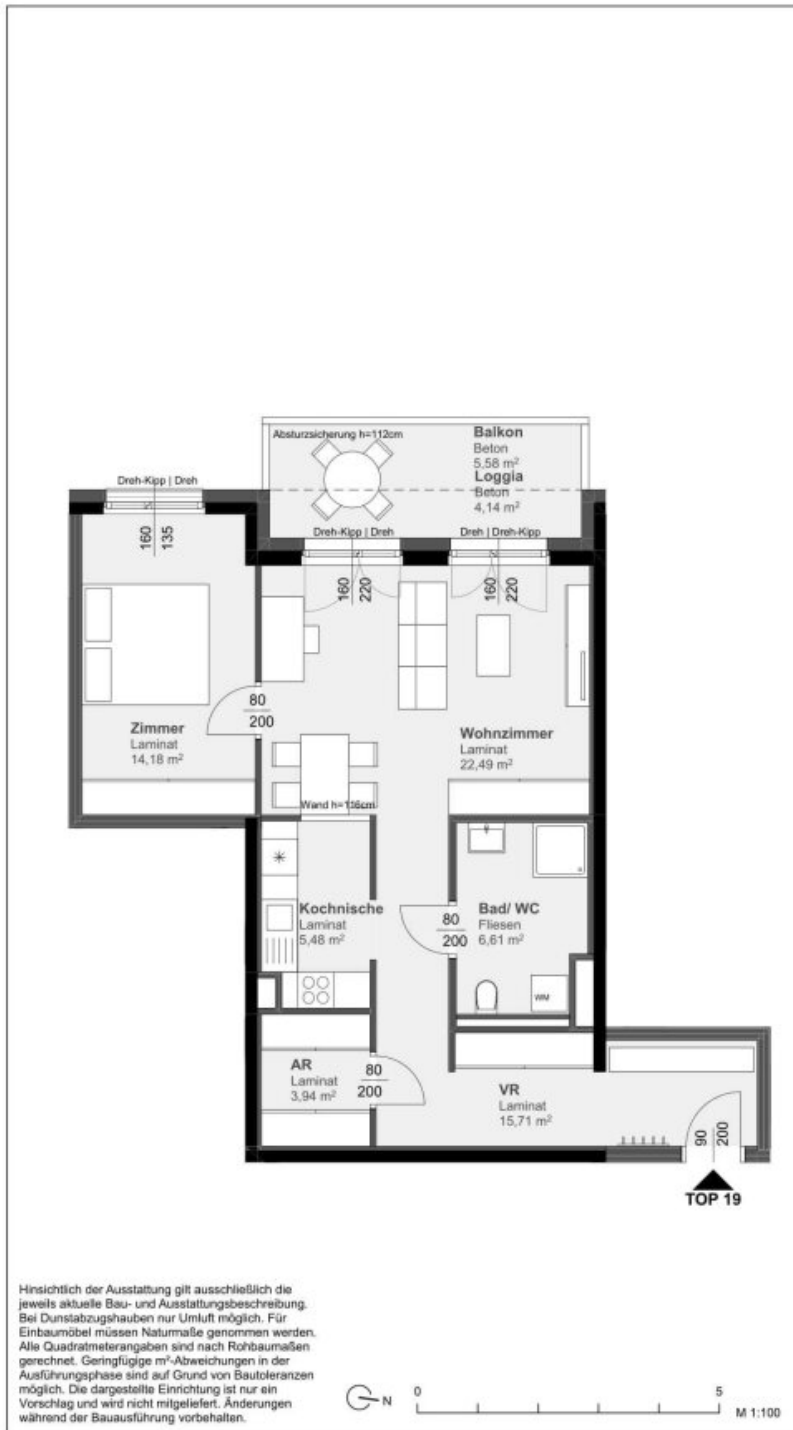 Absturzsicherung h=112cm
Balkon
Beton
5,58 m²
Loggia
Beton
4,14 m²
Dreh-Kipp | Dreh
160
135
Dreh-Kipp | Dreh
160
220
Dreh | Dreh-Kipp
160
220
80
200
Zimmer
Laminat
14,18 m²
Wohnzimmer
Laminat
22,49 m²
Wand h=116cm
Kochnische
Laminat
5,48 m²
80
200
Bad/ WC
Fliesen
6,61 m²
WM
AR
Laminat
3,94 m²
80
200
VR
Laminat
15,71 m²
90
200
TOP 19
Hinsichtlich der Ausstattung gilt ausschließlich die
jeweils aktuelle Bau- und Ausstattungsbeschreibung.
Bei Dunstabzugshauben nur Umluft möglich. Für
Einbaumöbel müssen Naturmaße genommen werden.
Alle Quadratmeterangaben sind nach Rohbaumaßen
gerechnet. Geringfügige m²-Abweichungen in der
Ausführungsphase sind auf Grund von Bautoleranzen
möglich. Die dargestellte Einrichtung ist nur ein
Vorschlag und wird nicht mitgeliefert. Änderungen
während der Bauausführung vorbehalten.
N
0
5
M 1:100